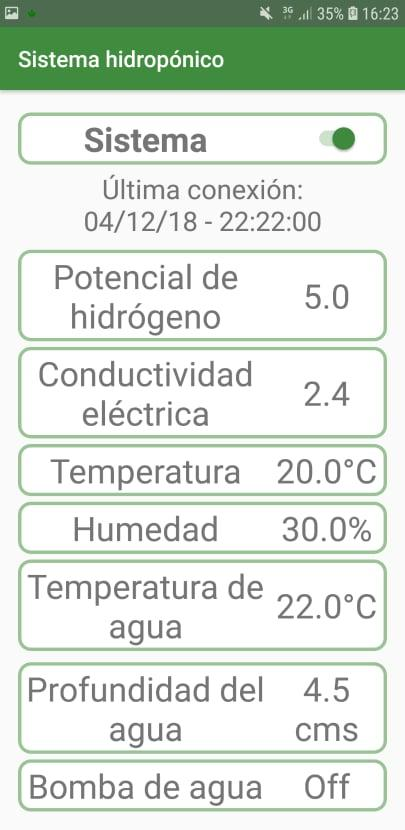 3G 35% 16:23
Sistema hidropónico
Sistema
Última conexión:
04/12/18 - 22:22:00
Potencial de
hidrógeno
5.0
Conductividad
eléctrica
2.4
Temperatura 20.0°C
Humedad 30.0%
Temperatura de
agua
22.0°C
Profundidad del
agua
4.5
cms
Bomba de agua Off